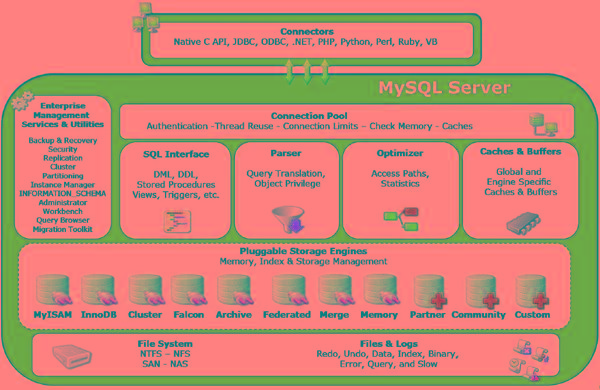 Connectors
Native C API, JDBC, ODBC, .NET, PHP, Python, Perl, Ruby, VB
MySQL Server
Enterprise
Management
Services & Utilities
Backup & Recovery
Security
Replication
Cluster
Partitioning
Instance Manager
INFORMATION_SCHEMA
Administrator
Workbench
Query Browser
Migration Toolkit
Connection Pool
Authentication -Thread Reuse - Connection Limits – Check Memory - Caches
SQL Interface
DML, DDL,
Stored Procedures
Views, Triggers, etc.
Parser
Query Translation,
Object Privilege
Optimizer
Access Paths,
Statistics
Caches & Buffers
Global and
Engine Specific
Caches & Buffers
Pluggable Storage Engines
Memory, Index & Storage Management
MyISAM InnoDB Cluster Falcon Archive Federated Merge Memory Partner Community Custom
File System
NTFS – NFS
SAN - NAS
Files & Logs
Redo, Undo, Data, Index, Binary,
Error, Query, and Slow